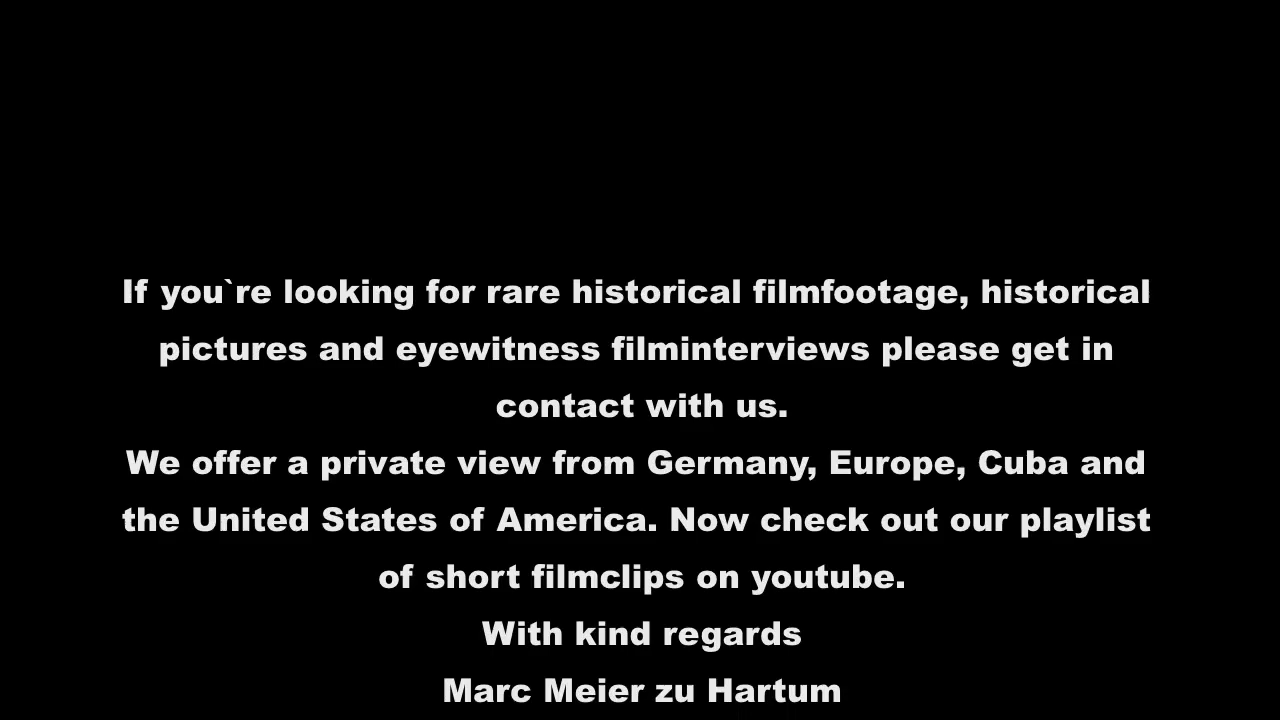 If you`re looking for rare historical filmfootage, historical
pictures and eyewitness filminterviews please get in
contact with us.
We offer a private view from Germany, Europe, Cuba and
the United States of America. Now check out our playlist
of short filmclips on youtube.
With kind regards
Marc Meier zu Hartum